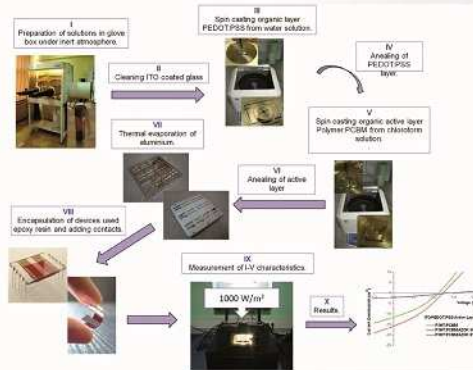 I
Preparation of solutions in glove
box under inert atmosphere.
II
Cleaning ITO coated glass
III
Spin casting organic layer
PEDOT:PSS from water solution.
IV
Anealing of
PEDOT:PSS
layer.
V
Spin casting organic active layer
Polymer:PCBM from chloroform
solution.
VI
Anealing of active
layer
VII
Thermal evaporation of
aluminium.
VIII
Encapsulation of devices used
epoxy resin and adding contacts.
IX
Measurement of I-V characteristics.
1000 W/m²
X
Results.
Voltage